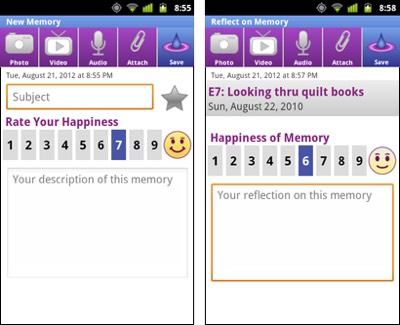 8:55
New Memory
Photo Video Audio Attach Save
Tue, August 21, 2012 at 8:55 PM
Subject
Rate Your Happiness
1 2 3 4 5 6 7 8 9
Your description of this memory
8:58
Reflect on Memory
Photo Video Audio Attach Save
Tue, August 21, 2012 at 8:57 PM
E7: Looking thru quilt books
Sun, August 22, 2010
Happiness of Memory
1 2 3 4 5 6 7 8 9
Your reflection on this memory